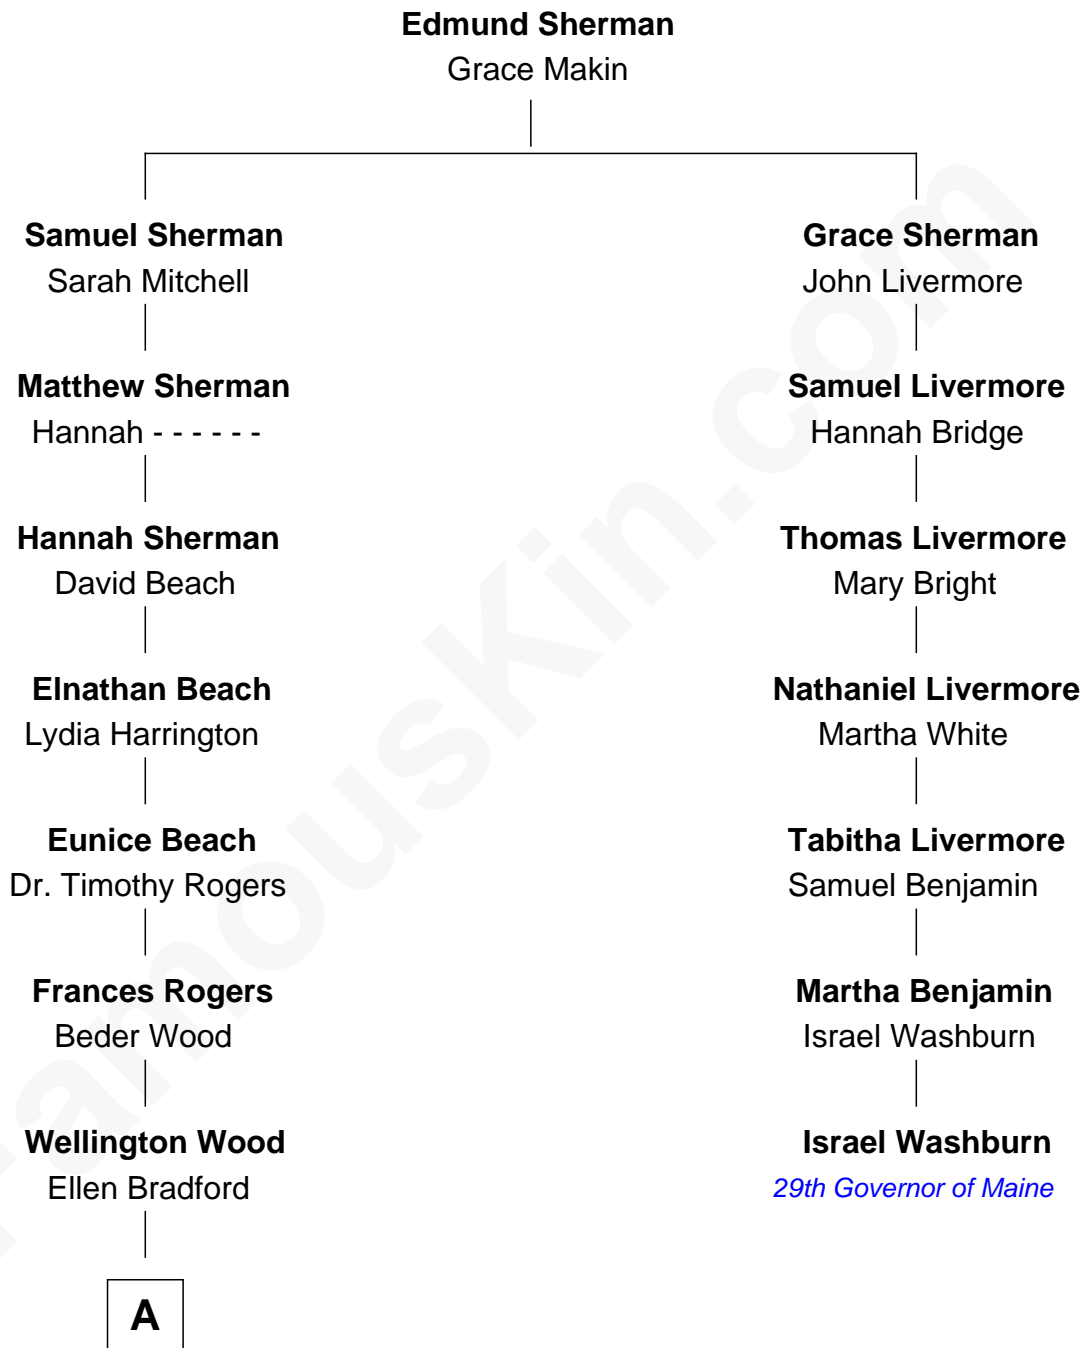 Edmund Sherman
Grace Makin
Samuel Sherman
Sarah Mitchell
Grace Sherman
John Livermore
Matthew Sherman
Hannah - - - - - -
Samuel Livermore
Hannah Bridge
Hannah Sherman
David Beach
Thomas Livermore
Mary Bright
Elnathan Beach
Lydia Harrington
Nathaniel Livermore
Martha White
Eunice Beach
Dr. Timothy Rogers
Tabitha Livermore
Samuel Benjamin
Frances Rogers
Beder Wood
Martha Benjamin
Israel Washburn
Wellington Wood
Ellen Bradford
Israel Washburn
29th Governor of Maine
A
FamousKin.com